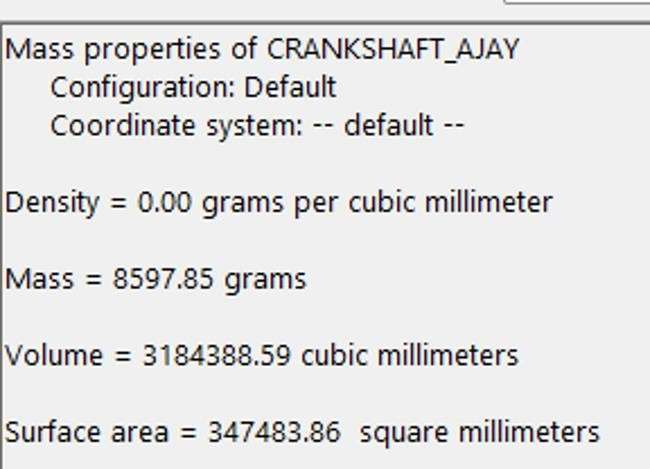 Mass properties of CRANKSHAFT_AJAY
Configuration: Default
Coordinate system: -- default --
Density = 0.00 grams per cubic millimeter
Mass = 8597.85 grams
Volume = 3184388.59 cubic millimeters
Surface area = 347483.86  square millimeters